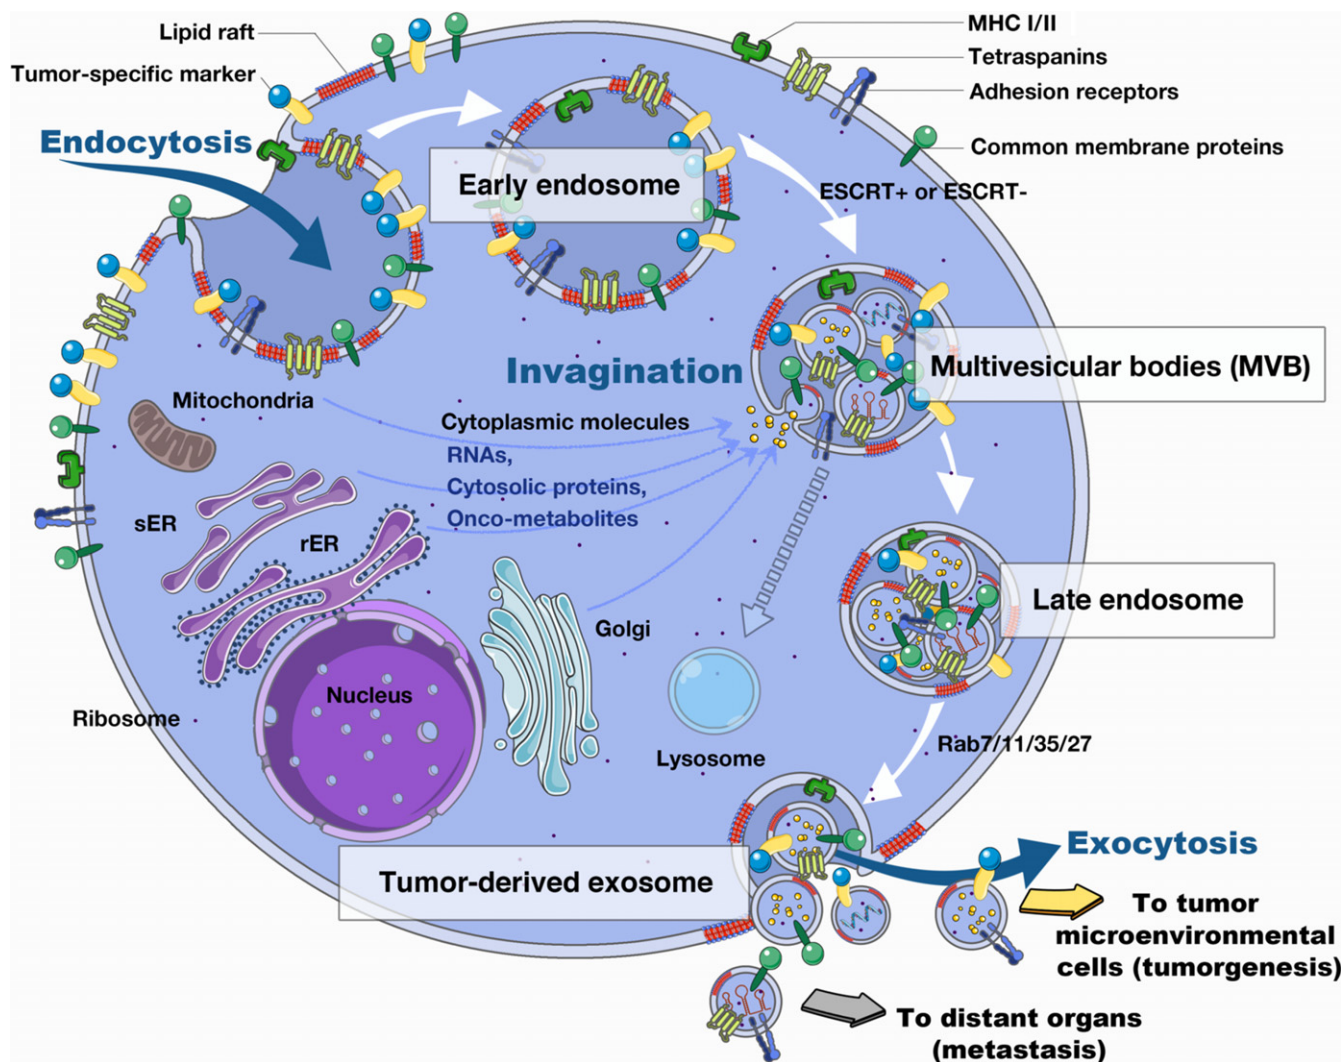 Lipid raft
Tumor-specific marker
MHC I/II
Tetraspanins
Adhesion receptors
Common membrane proteins
Endocytosis
Early endosome
ESCRT+ or ESCRT-
Invagination
Multivesicular bodies (MVB)
Mitochondria
Cytoplasmic molecules
RNAs,
Cytosolic proteins,
Onco-metabolites
sER
rER
Golgi
Late endosome
Nucleus
Ribosome
Lysosome
Rab7/11/35/27
Tumor-derived exosome
Exocytosis
To tumor
microenvironmental
cells (tumorgenesis)
To distant organs
(metastasis)